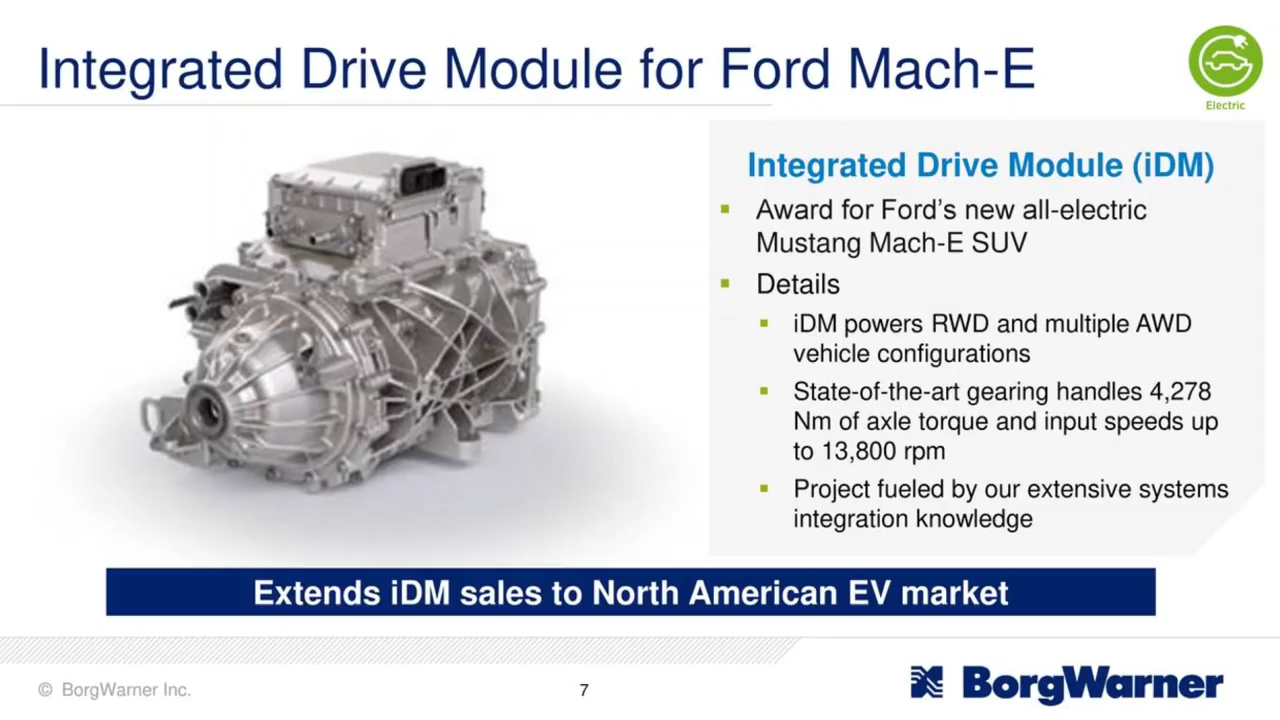 Integrated Drive Module for Ford Mach-E
Electric
Integrated Drive Module (iDM)
▪ Award for Ford’s new all-electric
Mustang Mach-E SUV
▪ Details
▪ iDM powers RWD and multiple AWD
vehicle configurations
▪ State-of-the-art gearing handles 4,278
Nm of axle torque and input speeds up
to 13,800 rpm
▪ Project fueled by our extensive systems
integration knowledge
Extends iDM sales to North American EV market
© BorgWarner Inc.
7
BorgWarner